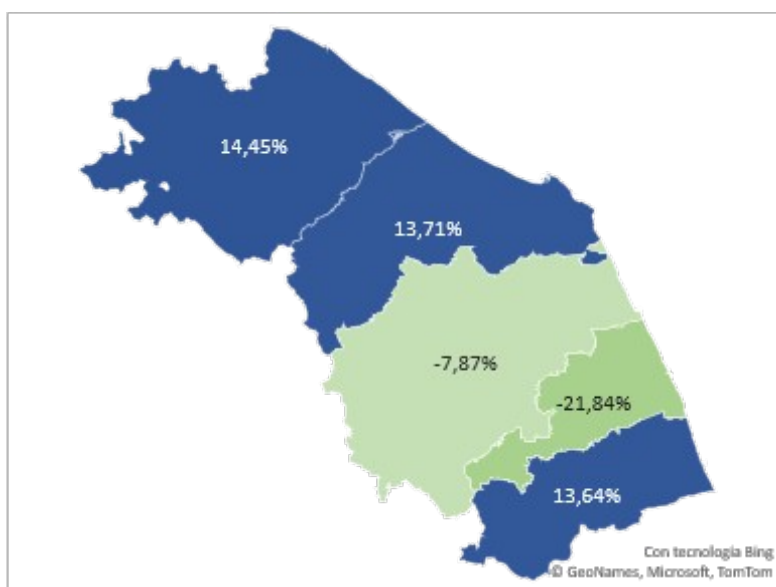 14,45%
13,71%
-7,87%
-21,84%
13,64%
Con tecnologia Bing
© GeoNames, Microsoft, TomTom